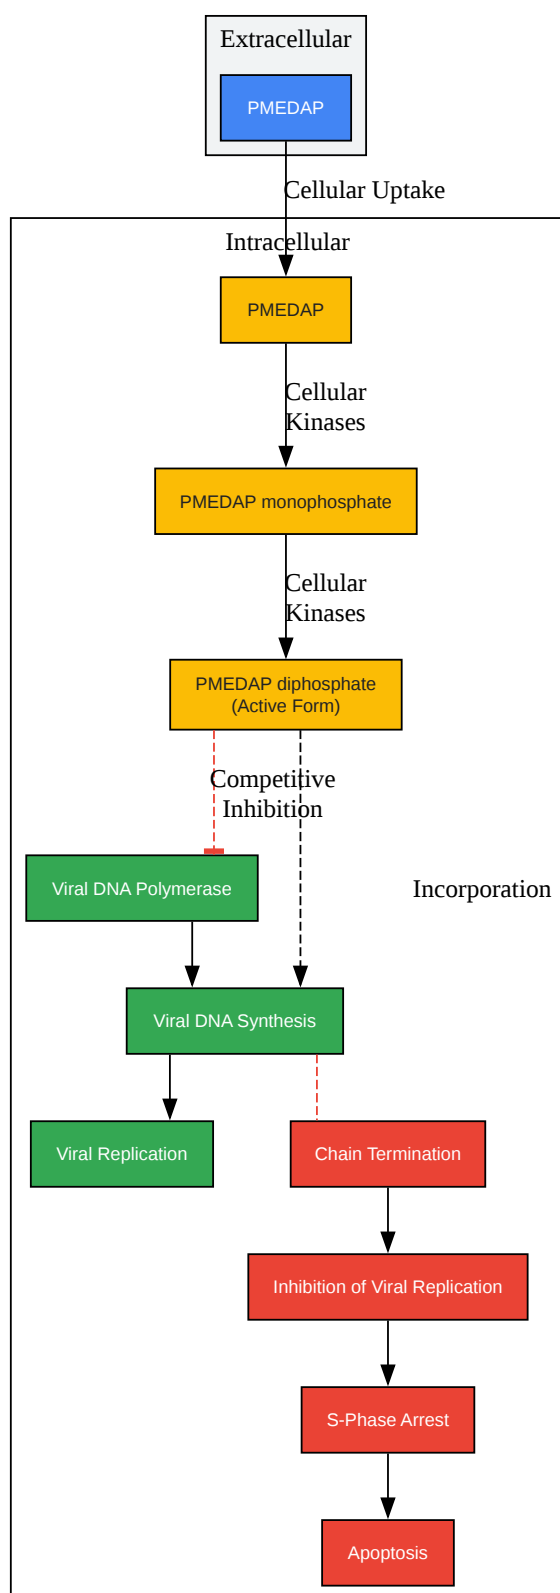 Extracellular
PMEDAP
Cellular Uptake
Intracellular
PMEDAP
Cellular
Kinases
PMEDAP monophosphate
Cellular
Kinases
PMEDAP diphosphate
(Active Form)
Competitive
Inhibition
Viral DNA Polymerase
Incorporation
Viral DNA Synthesis
Viral Replication
Chain Termination
Inhibition of Viral Replication
S-Phase Arrest
Apoptosis